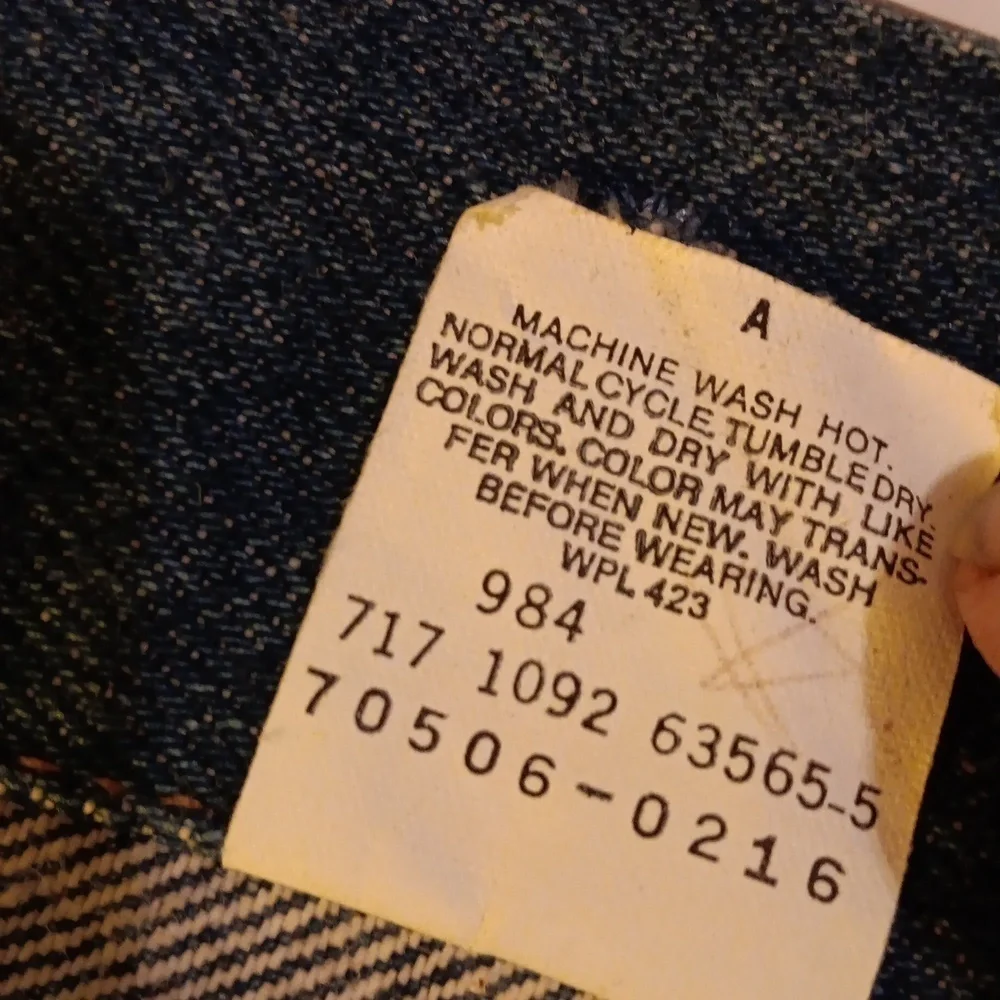 A
MACHINE WASH HOT.
NORMAL CYCLE. TUMBLE DRY.
WASH AND DRY WITH LIKE
COLORS. COLOR MAY TRANS-
FER WHEN NEW. WASH
BEFORE WEARING.
WPL 423
984
717 1092 63565-5
70506-0216